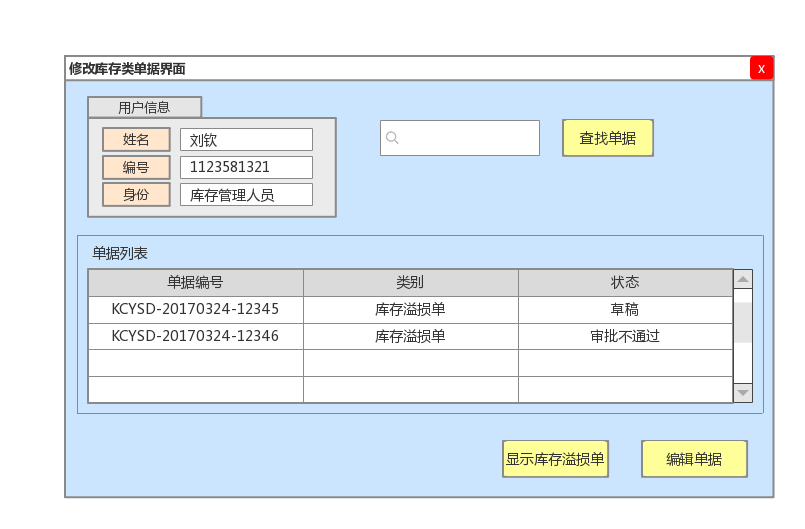 修改库存类单据界面
x
用户信息
姓名 刘钦
编号 1123581321
身份 库存管理人员
查找单据
单据列表
单据编号 类别 状态
KCYSD-20170324-12345 库存溢损单 草稿
KCYSD-20170324-12346 库存溢损单 审批不通过
显示库存溢损单 编辑单据